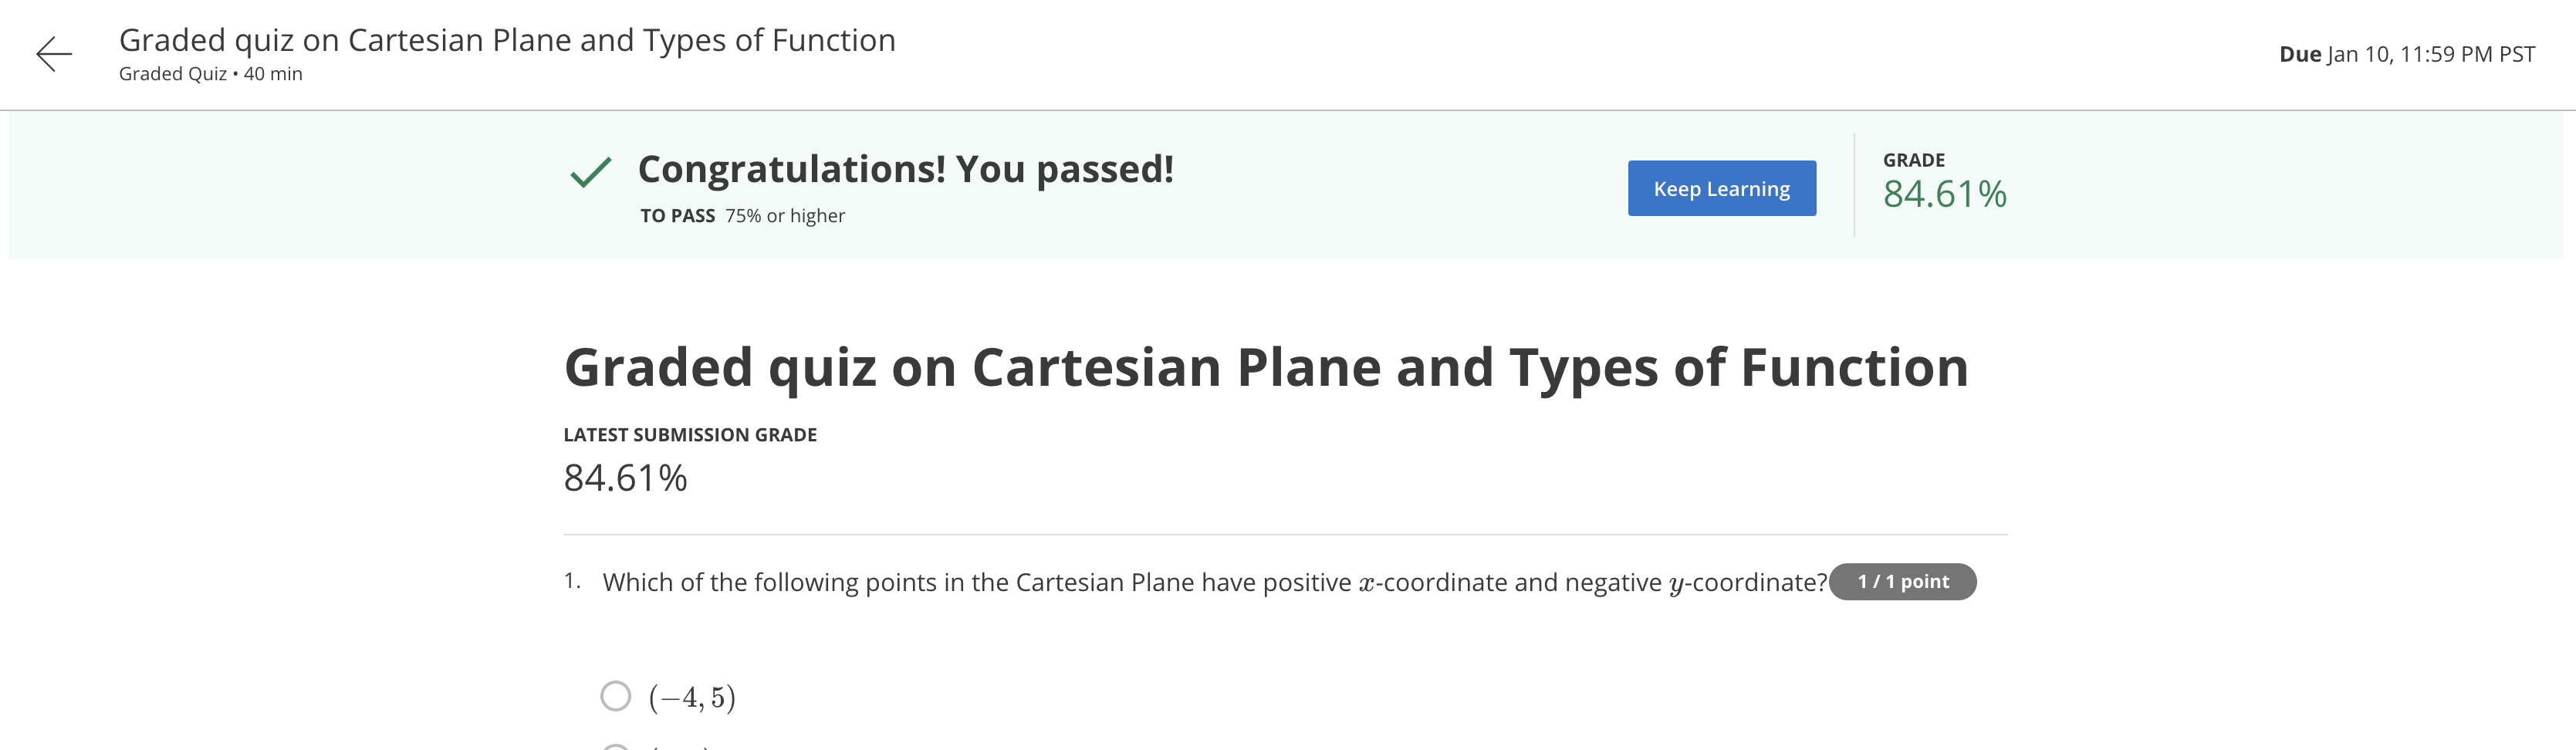 Graded quiz on Cartesian Plane and Types of Function
Graded Quiz • 40 min
Due Jan 10, 11:59 PM PST
Congratulations! You passed!
TO PASS 75% or higher
Keep Learning
GRADE
84.61%
Graded quiz on Cartesian Plane and Types of Function
LATEST SUBMISSION GRADE
84.61%
1. Which of the following points in the Cartesian Plane have positive x-coordinate and negative y-coordinate? 1 / 1 point
(−4, 5)